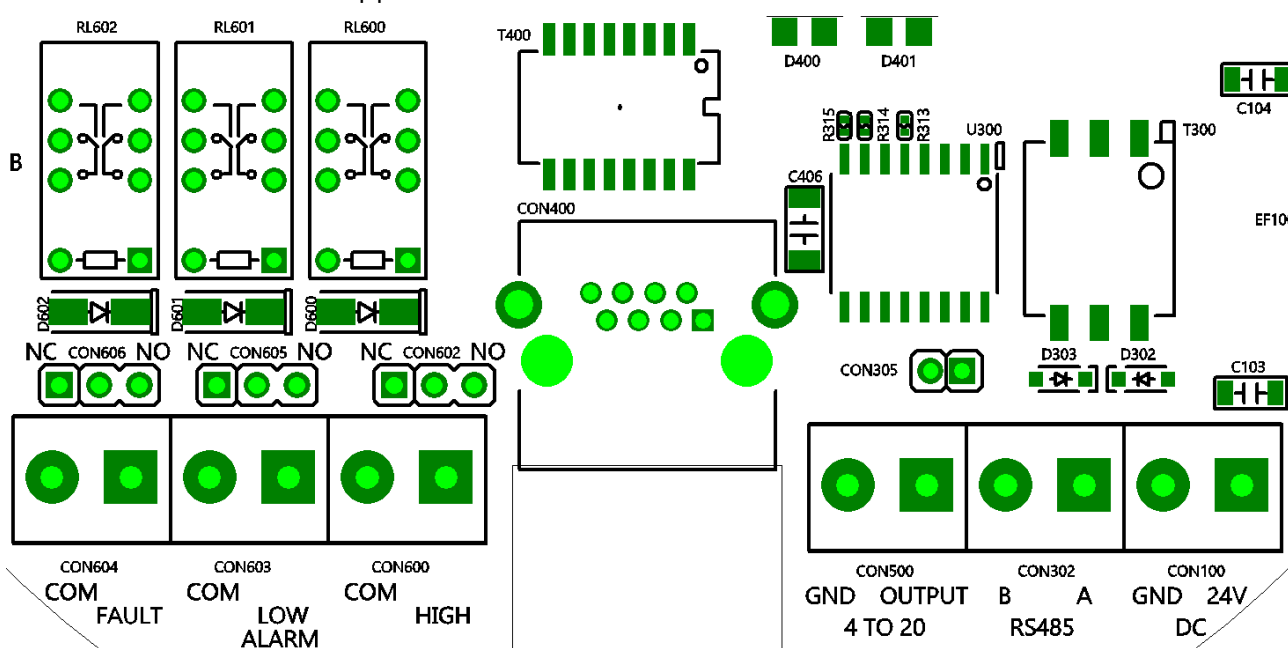 RL602 RL601 RL600 T400
D400 D401
C104
R315 R314 R313 U300 T300
B
C406
CON400
D602 D601 D600
NC CON606 NO NC CON605 NO NC CON602 NO
CON305 D303 D302
C103
CON604 CON603 CON600 CON500 CON302 CON100
COM COM COM GND OUTPUT B A GND 24V
FAULT LOW HIGH 4 TO 20 RS485 DC
ALARM